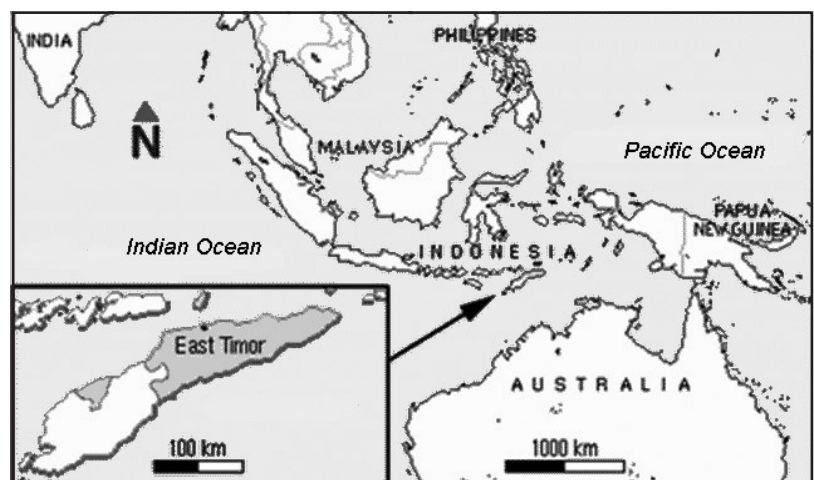 INDIA
PHILIPPINES
N
MALAYSIA
Pacific Ocean
PAPUA
NEW GUINEA
Indian Ocean
INDONESIA
East Timor
AUSTRALIA
100 km
1000 km